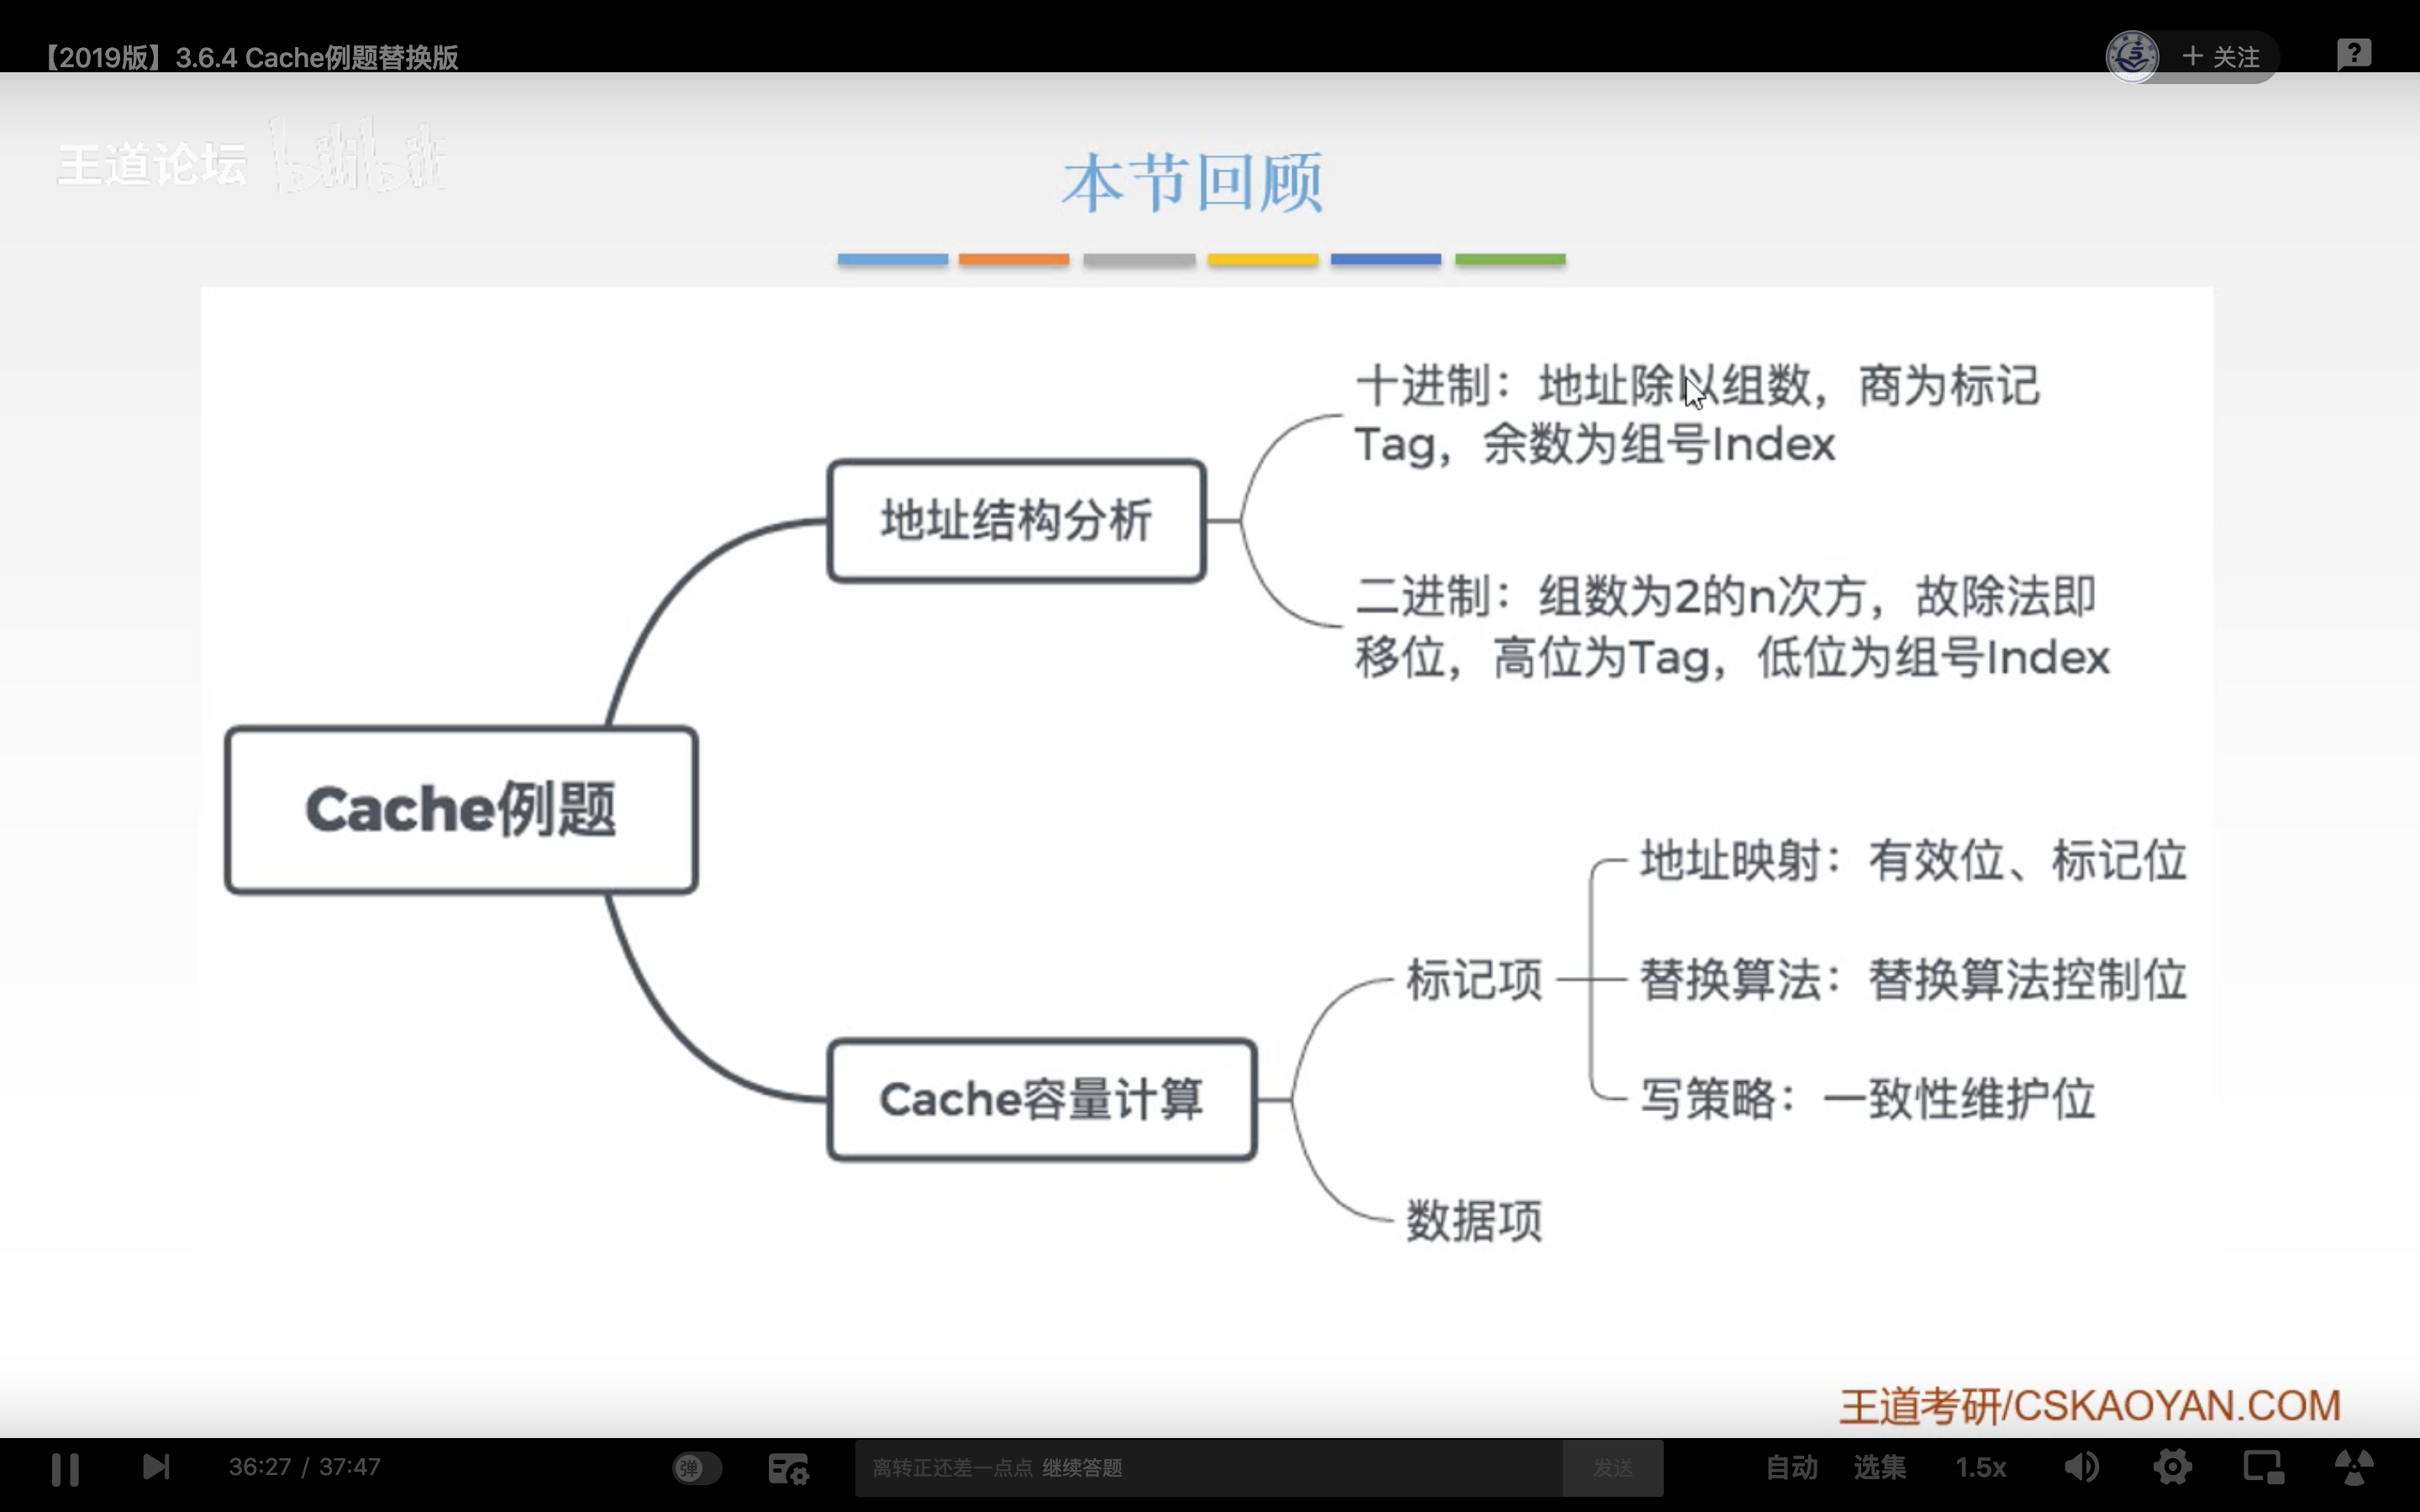 【2019版】3.6.4 Cache例题替换版
+ 关注
王道论坛 bilibili
本节回顾
十进制：地址除以组数，商为标记
Tag，余数为组号Index
地址结构分析
二进制：组数为2的n次方，故除法即
移位，高位为Tag，低位为组号Index
Cache例题
地址映射：有效位、标记位
标记项
替换算法：替换算法控制位
写策略：一致性维护位
Cache容量计算
数据项
王道考研/CSKAOYAN.COM
36:27 / 37:47
弹
离转正还差一点点 继续答题
发送
自动
选集
1.5x